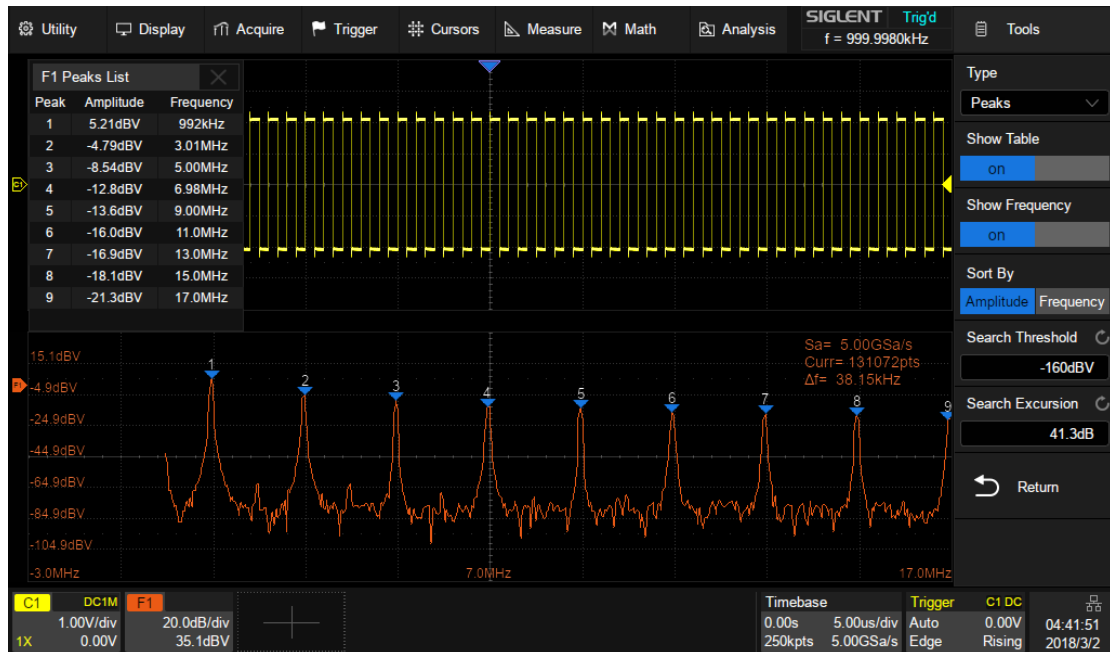 Utility Display Acquire Trigger Cursors Measure Math Analysis
SIGLENT Trig'd
f = 999.9980kHz
Tools
F1 Peaks List
Peak Amplitude Frequency
1 5.21dBV 992kHz
2 -4.79dBV 3.01MHz
3 -8.54dBV 5.00MHz
4 -12.8dBV 6.98MHz
5 -13.6dBV 9.00MHz
6 -16.0dBV 11.0MHz
7 -16.9dBV 13.0MHz
8 -18.1dBV 15.0MHz
9 -21.3dBV 17.0MHz
C1
Sa= 5.00GSa/s
Curr= 131072pts
Δf= 38.15kHz
15.1dBV
F1 -4.9dBV
-24.9dBV
-44.9dBV
-64.9dBV
-84.9dBV
-104.9dBV
1 2 3 4 5 6 7 8 9
-3.0MHz 7.0MHz 17.0MHz
Type
Peaks
Show Table
on
Show Frequency
on
Sort By
Amplitude Frequency
Search Threshold
-160dBV
Search Excursion
41.3dB
Return
C1 DC1M
1.00V/div
1X 0.00V
F1
20.0dB/div
35.1dBV
Timebase
0.00s 5.00us/div
250kpts 5.00GSa/s
Trigger C1 DC
Auto 0.00V
Edge Rising
04:41:51
2018/3/2